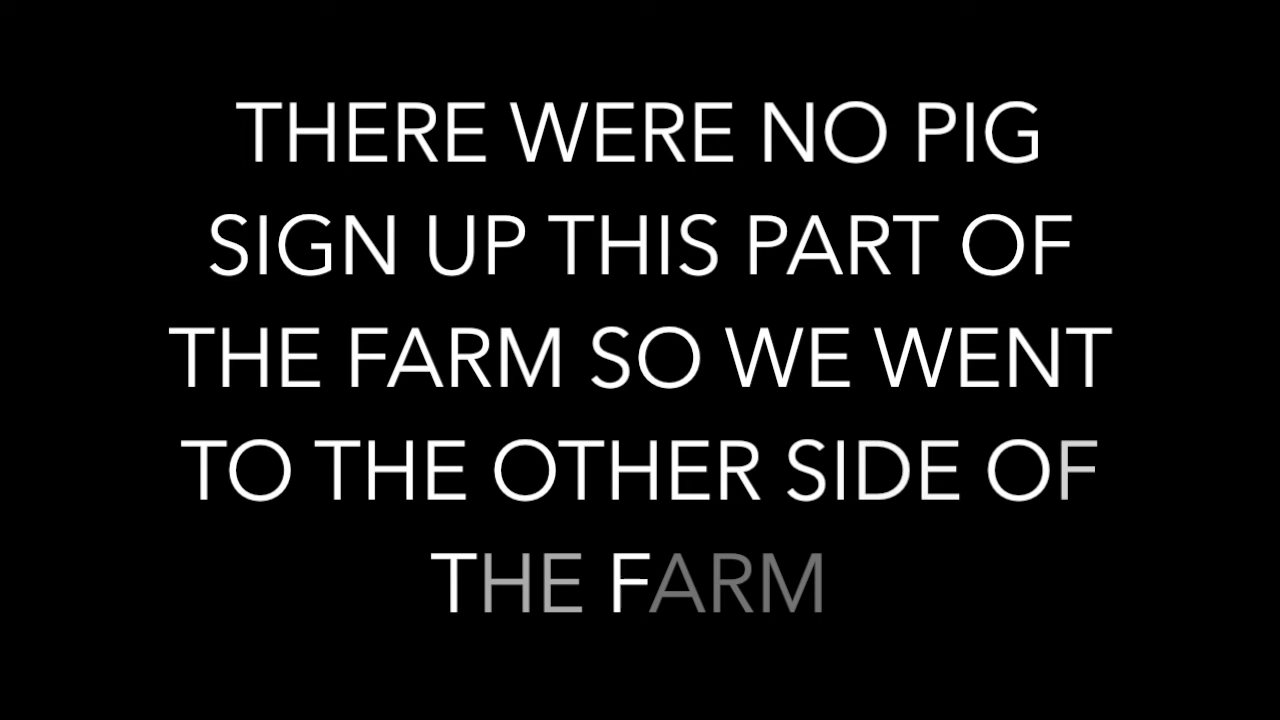 THERE WERE NO PIG
SIGN UP THIS PART OF
THE FARM SO WE WENT
TO THE OTHER SIDE OF
THE FARM